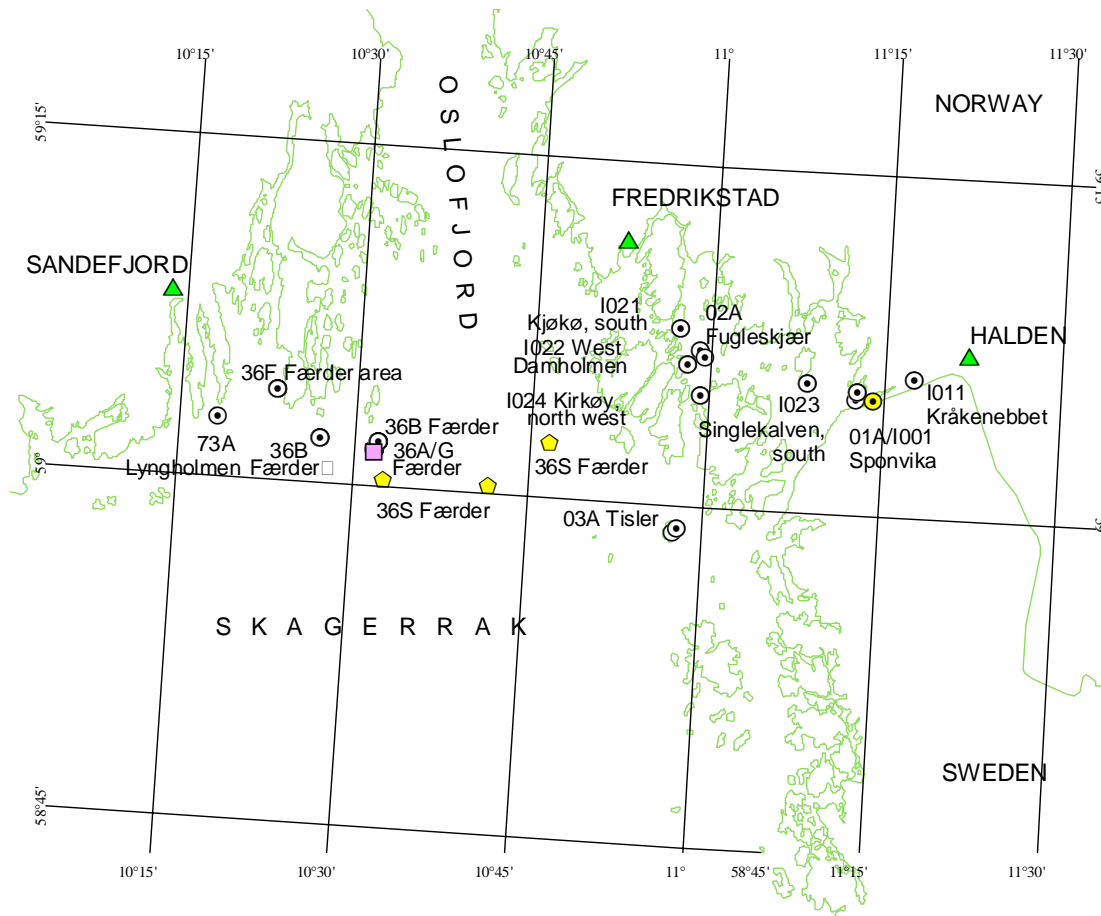 10°15'
10°30'
10°45'
11°
11°15'
11°30'
59°15'
NORWAY
OSLOFJORD
FREDRIKSTAD
SANDEFJORD
I021
Kjøkø, south
02A
Fugleskjær
I022 West
Damholmen
HALDEN
36F Færder area
I024 Kirkøy,
north west
I023
Singlekalven,
south
I011
Kråkenebbet
01A/I001
Sponvika
73A
Lyngholmen
36B
Færder
36B Færder
36A/G
Færder
36S Færder
59°
36S Færder
03A Tisler
SKAGERRAK
SWEDEN
58°45'
10°15'
10°30'
10°45'
11°
58°45'
11°15'
11°30'